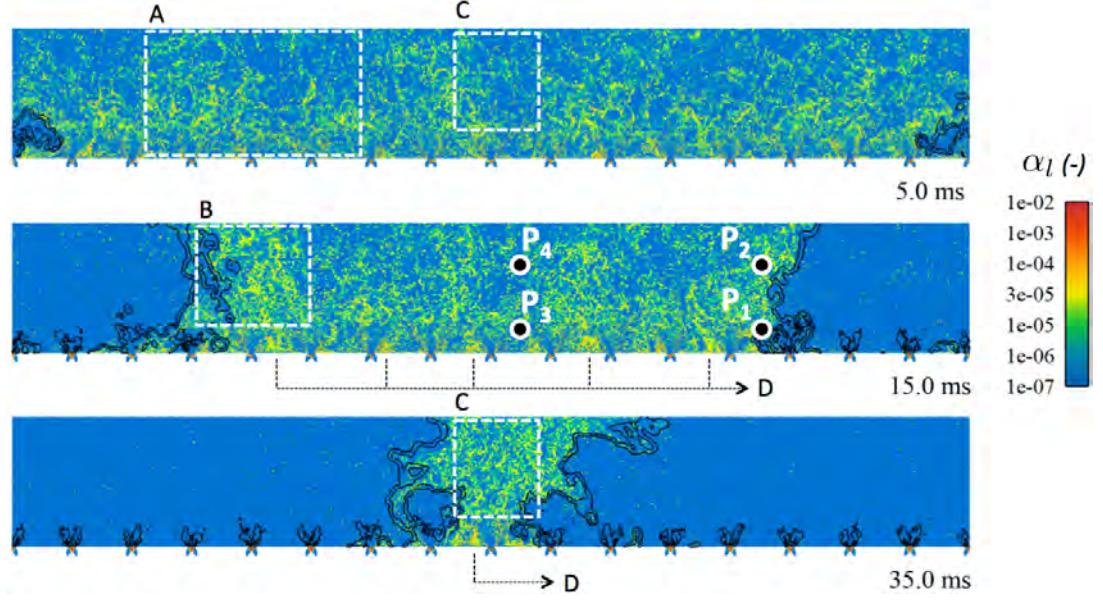 A
C
5.0 ms
α_l (-)
1e-02
1e-03
1e-04
3e-05
1e-05
1e-06
1e-07
B
P4
P2
P3
P1
D
15.0 ms
C
D
35.0 ms